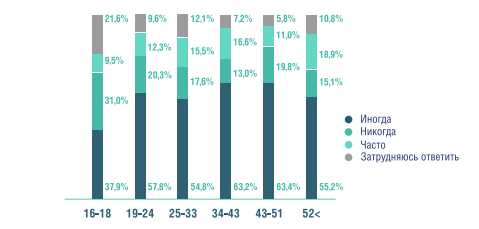 21,6% 9,6% 12,1% 7,2% 5,8% 10,8%
9,5% 12,3% 15,5% 16,6% 11,0% 18,9%
31,0% 20,3% 17,6% 13,0% 19,8% 15,1%
37,9% 57,8% 54,8% 63,2% 63,4% 55,2%
16-18 19-24 25-33 34-43 43-51 52<
Иногда
Никогда
Часто
Затрудняюсь ответить